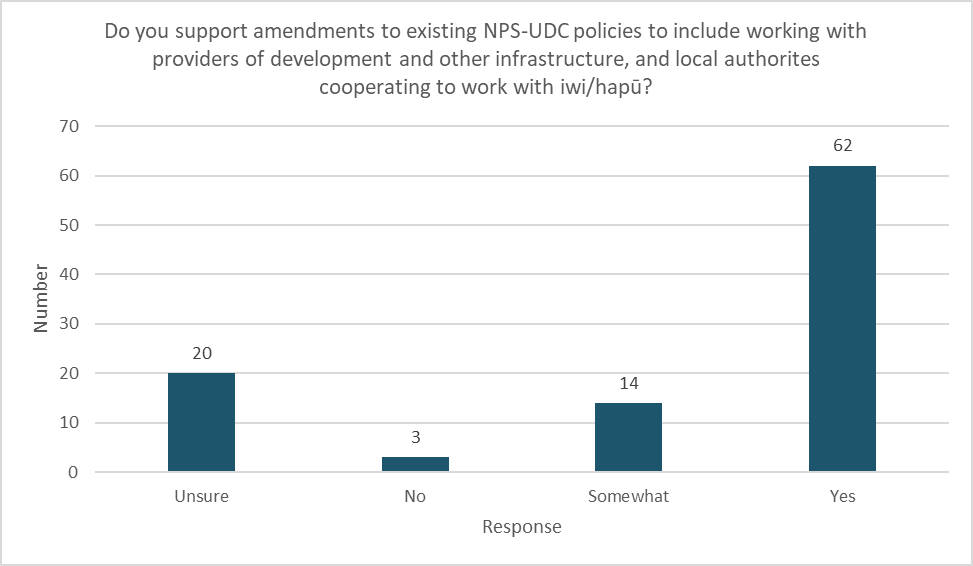 Do you support amendments to existing NPS-UDC policies to include working with
providers of development and other infrastructure, and local authorites
cooperating to work with iwi/hapū?
70
60
50
40
30
20
10
0
Number
20
3
14
62
Unsure
No
Somewhat
Yes
Response